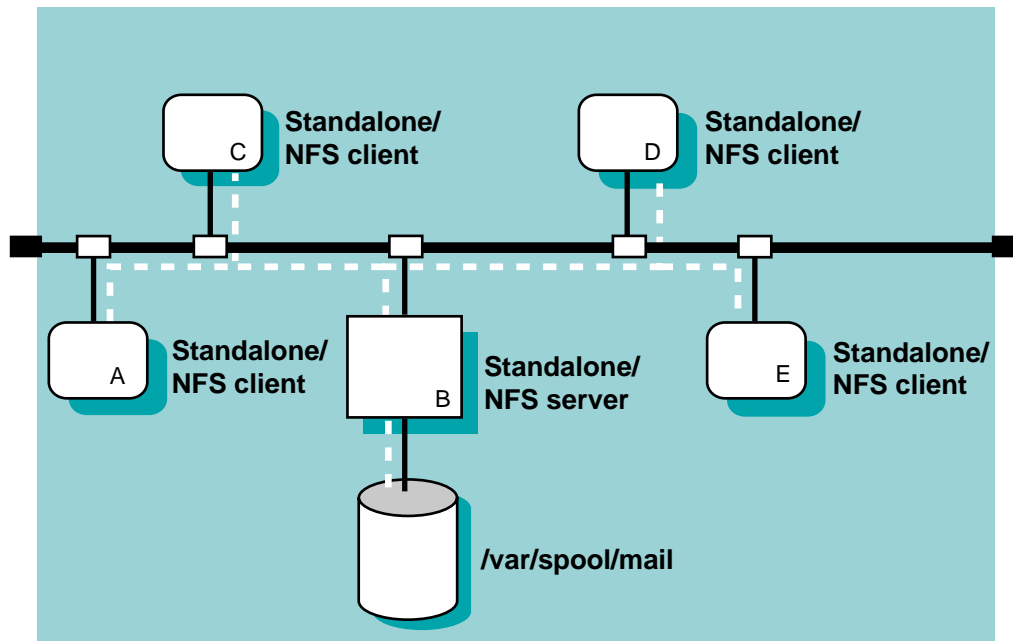 C
Standalone/
NFS client
D
Standalone/
NFS client
A
Standalone/
NFS client
B
Standalone/
NFS server
E
Standalone/
NFS client
/var/spool/mail